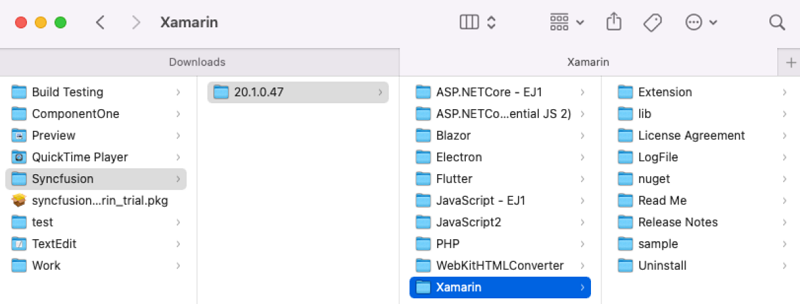 Xamarin
Downloads
Xamarin
Build Testing
ComponentOne
Preview
QuickTime Player
Syncfusion
syncfusion...rin_trial.pkg
test
TextEdit
Work
20.1.0.47
ASP.NETCore - EJ1
ASP.NETCo...ential JS 2)
Blazor
Electron
Flutter
JavaScript - EJ1
JavaScript2
PHP
WebKitHTMLConverter
Xamarin
Extension
lib
License Agreement
LogFile
nuget
Read Me
Release Notes
sample
Uninstall